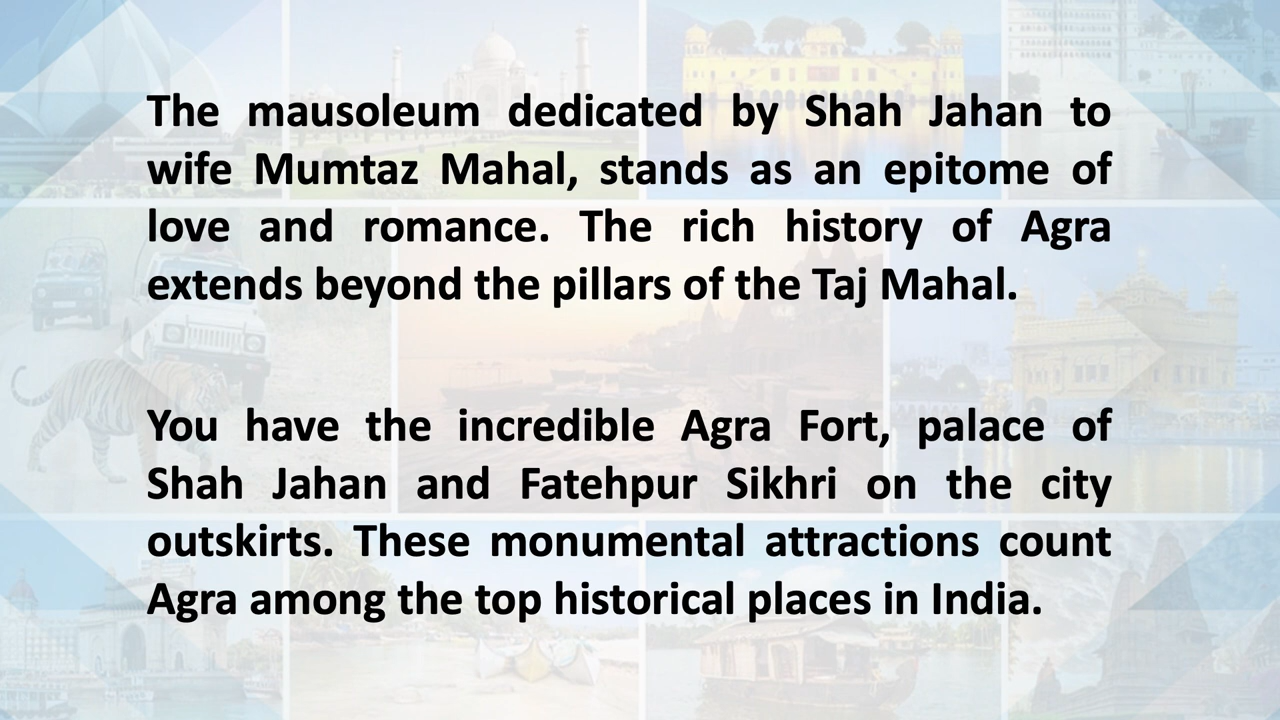 The mausoleum dedicated by Shah Jahan to
wife Mumtaz Mahal, stands as an epitome of
love and romance. The rich history of Agra
extends beyond the pillars of the Taj Mahal.
You have the incredible Agra Fort, palace of
Shah Jahan and Fatehpur Sikhri on the city
outskirts. These monumental attractions count
Agra among the top historical places in India.